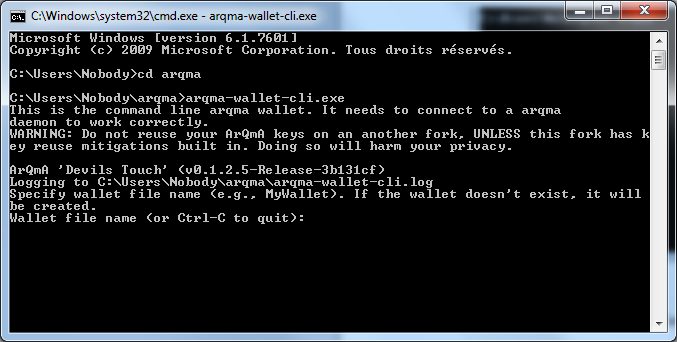 C:\Windows\system32\cmd.exe - arqma-wallet-cli.exe
Microsoft Windows [version 6.1.7601]
Copyright (c) 2009 Microsoft Corporation. Tous droits réservés.
C:\Users\Nobody>cd arqma
C:\Users\Nobody\arqma>arqma-wallet-cli.exe
This is the command line arqma wallet. It needs to connect to a arqma
daemon to work correctly.
WARNING: Do not reuse your ArQmA keys on an another fork, UNLESS this fork has k
ey reuse mitigations built in. Doing so will harm your privacy.
ArQmA 'Devils Touch' (v0.1.2.5-Release-3b131cf)
Logging to C:\Users\Nobody\arqma\arqma-wallet-cli.log
Specify wallet file name (e.g., MyWallet). If the wallet doesn't exist, it will
be created.
Wallet file name (or Ctrl-C to quit):